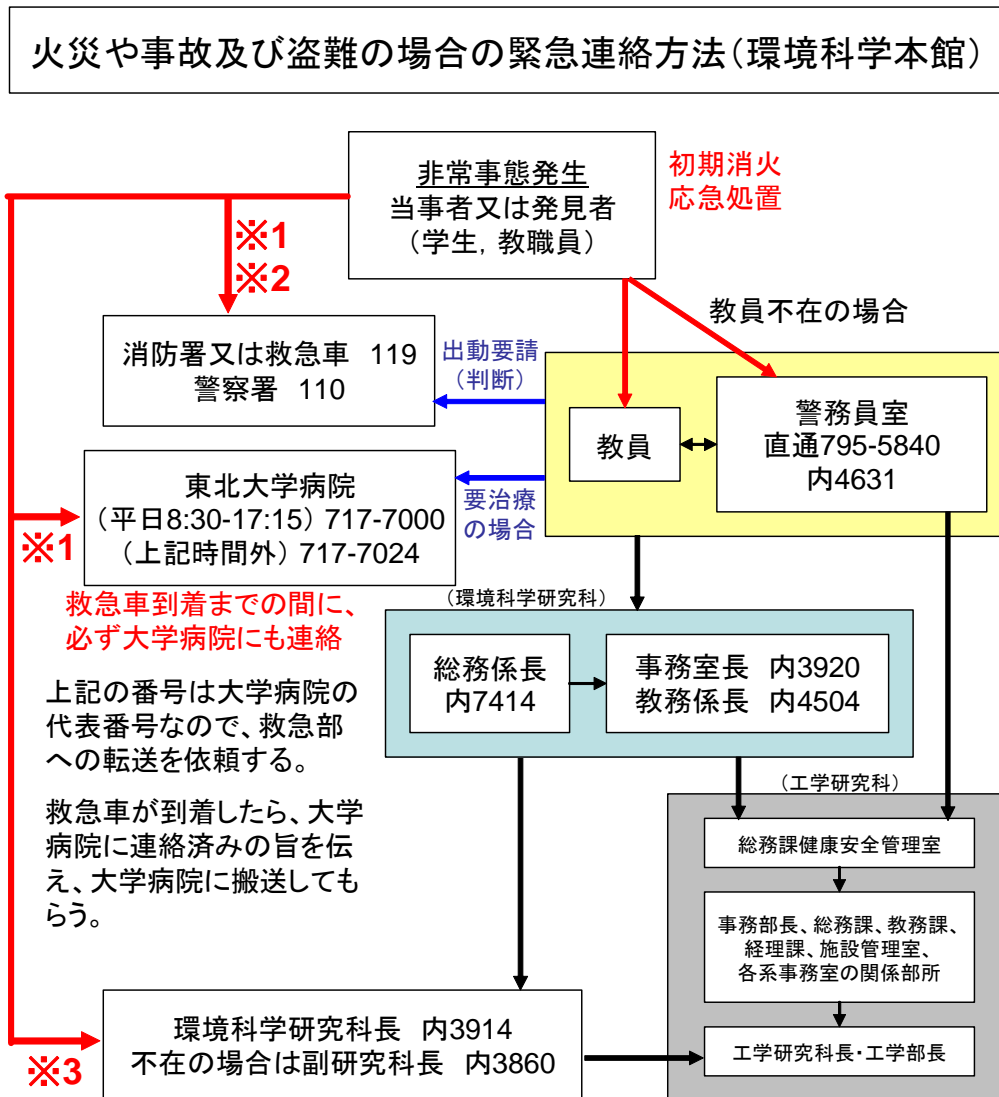 火災や事故及び盗難の場合の緊急連絡方法（環境科学本館）
非常事態発生
当事者又は発見者
（学生，教職員）
初期消火
応急処置
※1
※2
教員不在の場合
消防署又は救急車　119
警察署　110
出動要請
（判断）
教員
警務員室
直通795-5840
内4631
東北大学病院
（平日8:30-17:15） 717-7000
（上記時間外） 717-7024
要治療
の場合
※1
救急車到着までの間に、
必ず大学病院にも連絡
（環境科学研究科）
総務係長
内7414
事務室長　内3920
教務係長　内4504
上記の番号は大学病院の
代表番号なので、救急部
への転送を依頼する。
救急車が到着したら、大学
病院に連絡済みの旨を伝
え、大学病院に搬送しても
らう。
（工学研究科）
総務課健康安全管理室
事務部長、総務課、教務課、
経理課、施設管理室、
各系事務室の関係部所
環境科学研究科長　内3914
不在の場合は副研究科長　内3860
工学研究科長・工学部長
※3